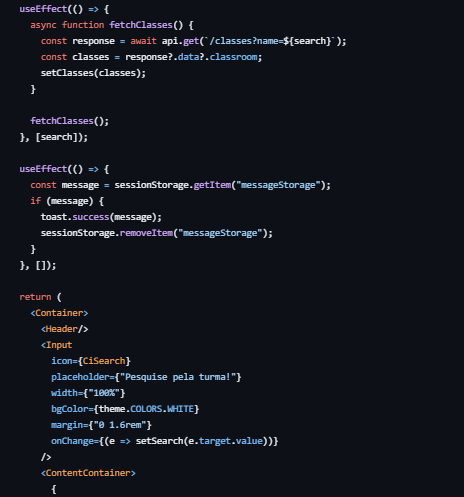 useEffect(() => {
  async function fetchClasses() {
    const response = await api.get(`/classes?name=${search}`);
    const classes = response?.data?.classroom;
    setClasses(classes);
  }

  fetchClasses();
}, [search]);

useEffect(() => {
  const message = sessionStorage.getItem("messageStorage");
  if (message) {
    toast.success(message);
    sessionStorage.removeItem("messageStorage");
  }
}, []);

return (
  <Container>
    <Header/>
    <Input
      icon={CiSearch}
      placeholder={"Pesquise pela turma!"}
      width={"100%"}
      bgColor={theme.COLORS.WHITE}
      margin={"0 1.6rem"}
      onChange={(e => setSearch(e.target.value))}
    />
    <ContentContainer>
      {